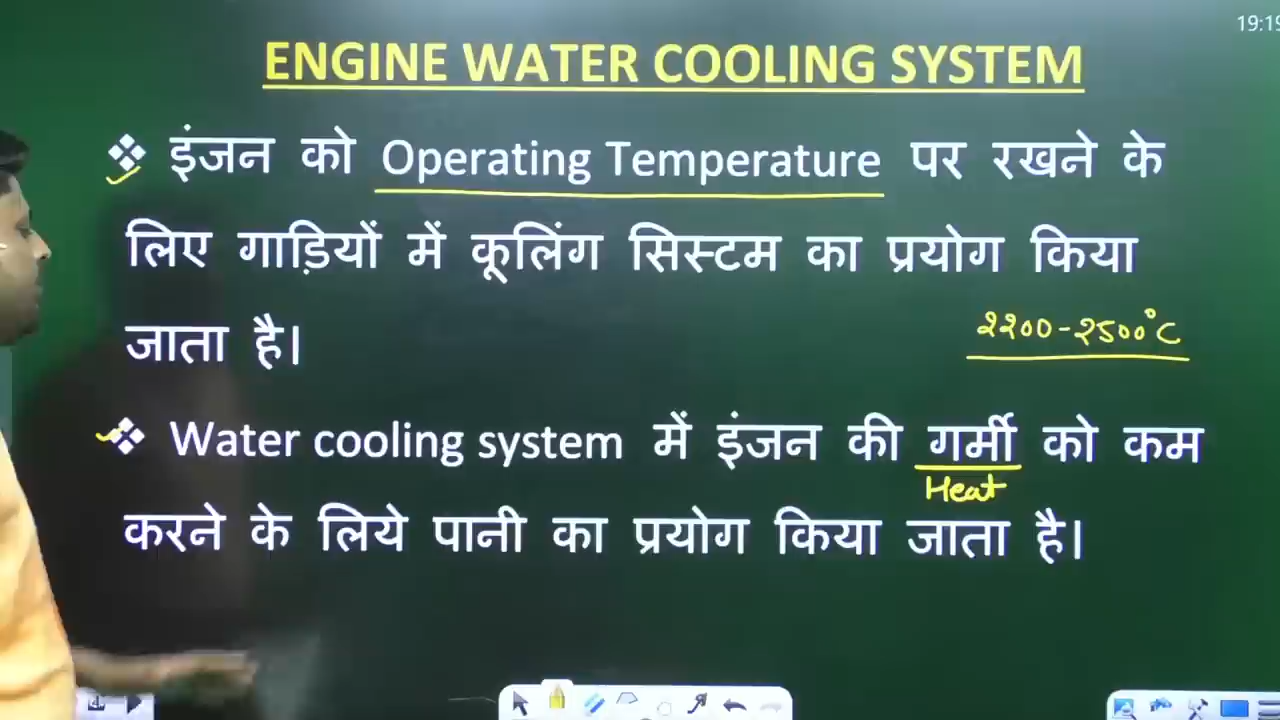 19:19
ENGINE WATER COOLING SYSTEM
❖ इंजन को Operating Temperature पर रखने के
लिए गाड़ियों में कूलिंग सिस्टम का प्रयोग किया
जाता है।
2200-2500°C
❖ Water cooling system में इंजन की गर्मी को कम
Heat
करने के लिये पानी का प्रयोग किया जाता है।